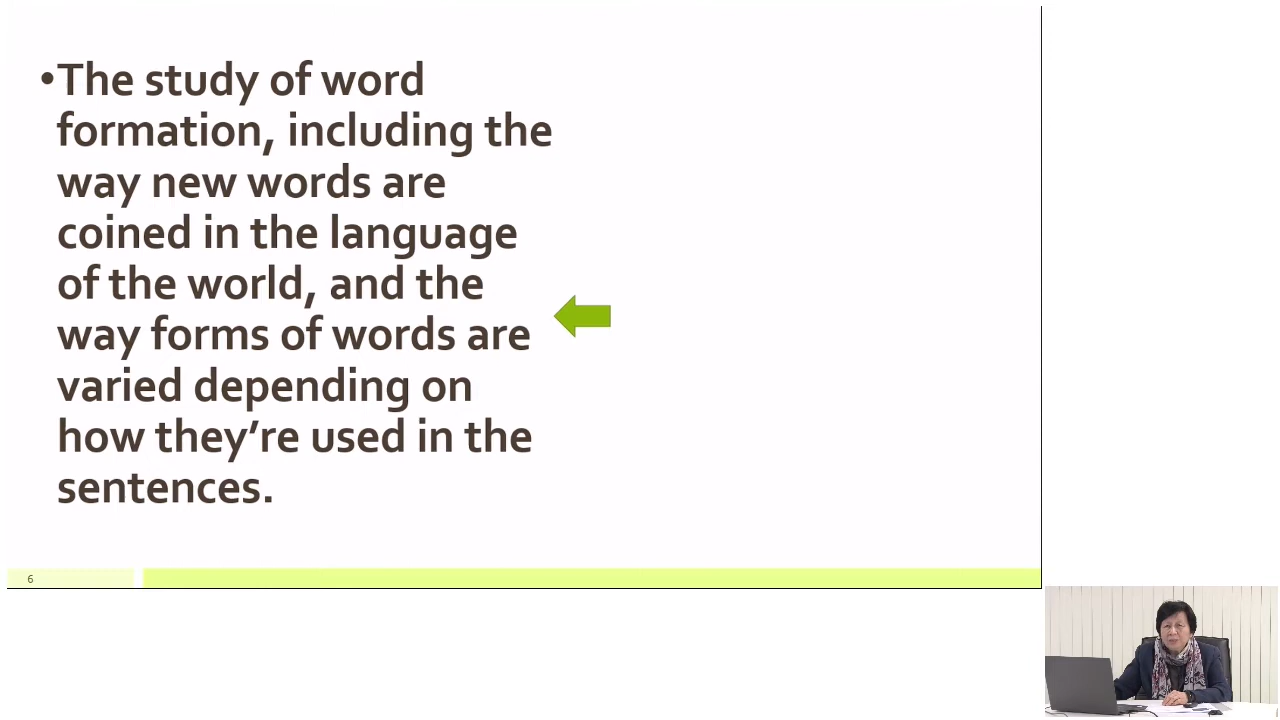 •The study of word
formation, including the
way new words are
coined in the language
of the world, and the
way forms of words are
varied depending on
how they’re used in the
sentences.
6